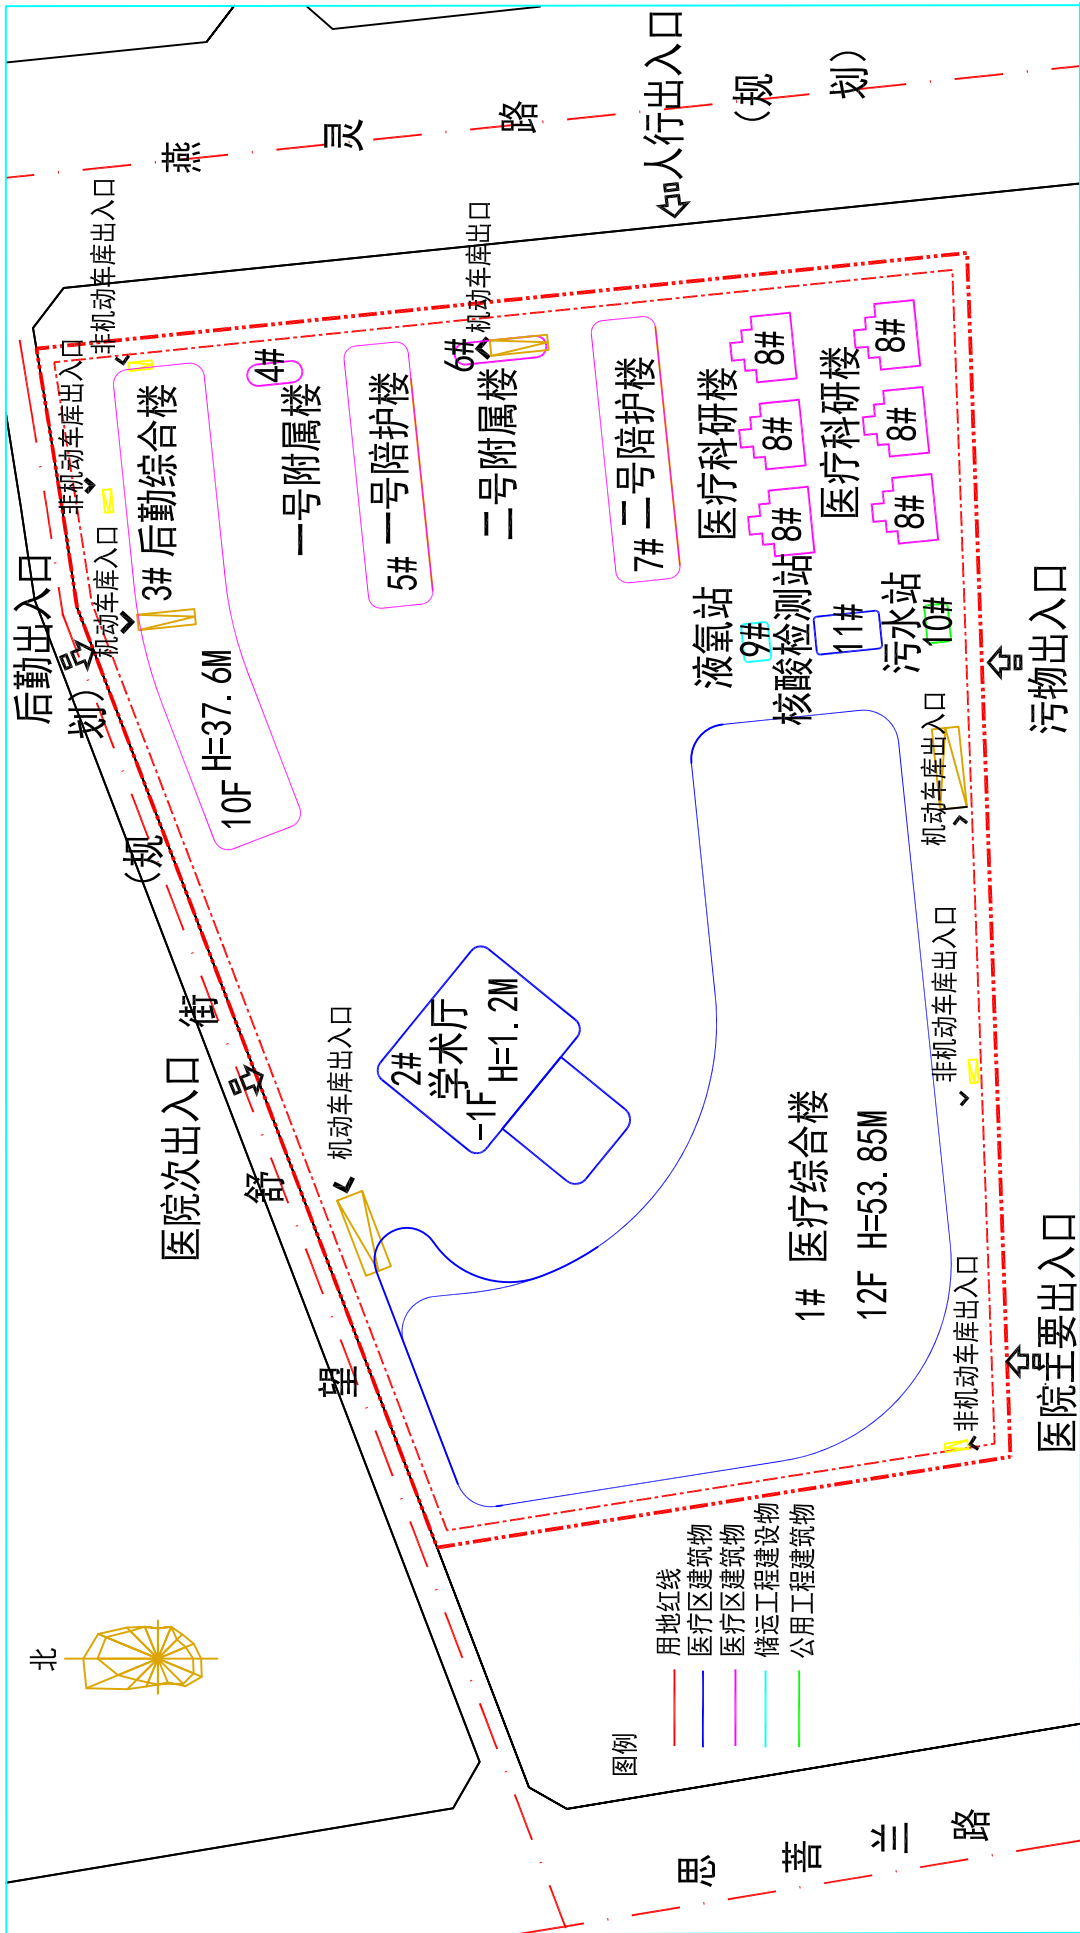 燕灵路(规划)
人行出入口
非机动车库出入口
非机动车库出入口
机动车库出口
机动车库入口
后勤出入口
3# 后勤综合楼
10F H=37.6M
4#
一号附属楼
5# 一号陪护楼
6#
二号附属楼
7# 二号陪护楼
医疗科研楼
8#
8#
8#
医疗科研楼
8#
8#
8#
液氧站
9#
核酸检测站
11#
污水站
10#
污物出入口
机动车库出入口
非机动车库出入口
非机动车库出入口
医院主要出入口
1# 医疗综合楼
12F H=53.85M
2#
学术厅
-1F H=1.2M
机动车库出入口
医院次出入口
望舒街(规划)
北
图例
用地红线
医疗区建筑物
医疗区建筑物
储运工程建设物
公用工程建筑物
思菩兰路